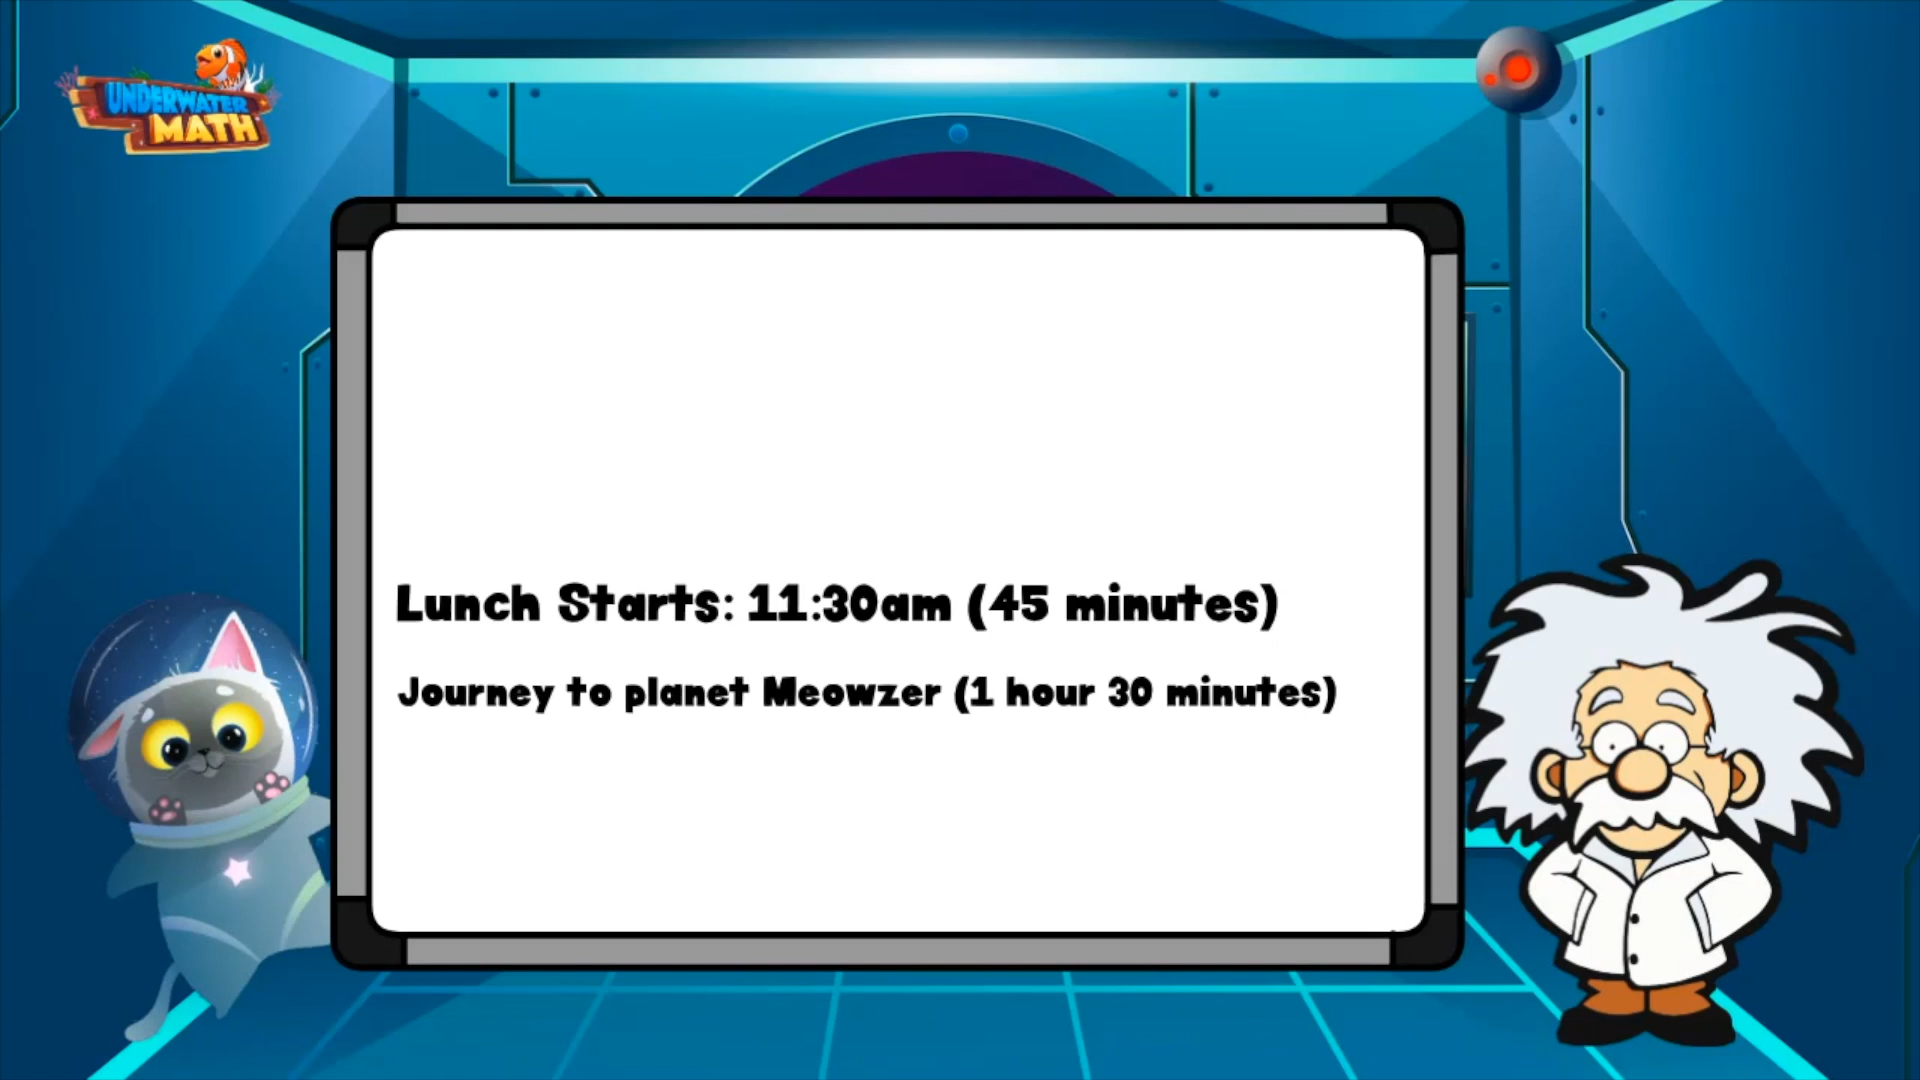 UNDERWATER
MATH
Lunch Starts: 11:30am (45 minutes)
Journey to planet Meowzer (1 hour 30 minutes)